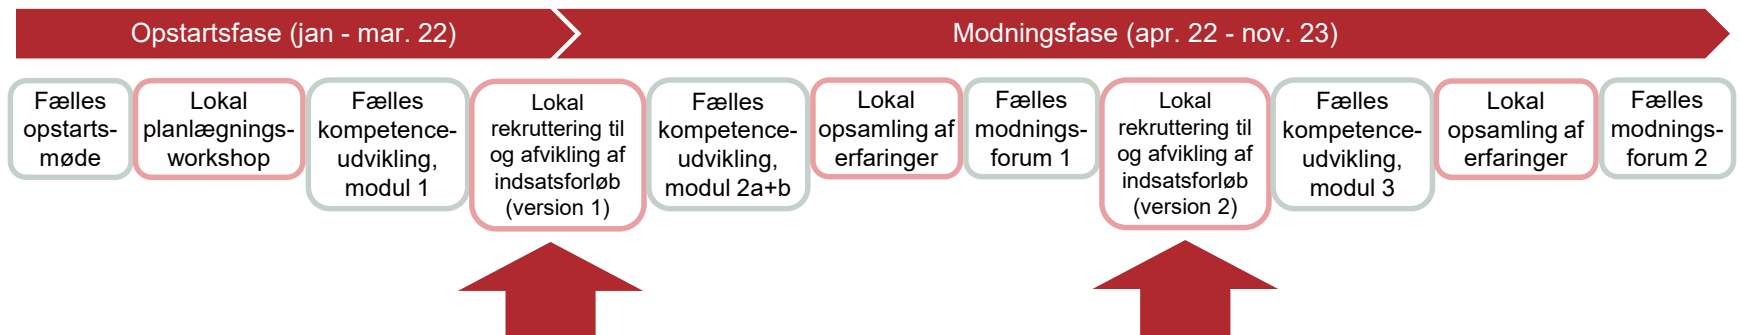 Opstartsfase (jan - mar. 22)
Modningsfase (apr. 22 - nov. 23)
Fælles
opstarts-
møde
Lokal
planlægnings-
workshop
Fælles
kompetence-
udvikling,
modul 1
Lokal
rekruttering til
og afvikling af
indsatsforløb
(version 1)
Fælles
kompetence-
udvikling,
modul 2a+b
Lokal
opsamling af
erfaringer
Fælles
modnings-
forum 1
Lokal
rekruttering til
og afvikling af
indsatsforløb
(version 2)
Fælles
kompetence-
udvikling,
modul 3
Lokal
opsamling af
erfaringer
Fælles
modnings-
forum 2